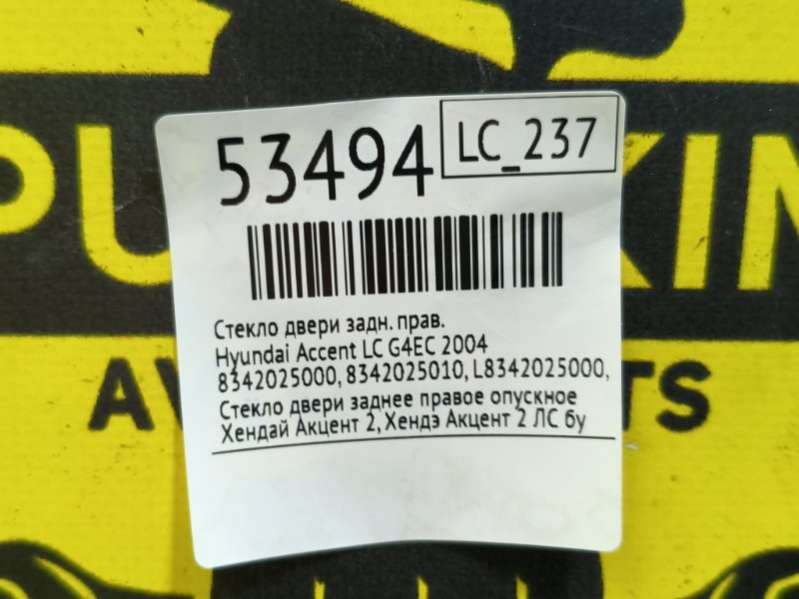 53494
LC_237
Стекло двери задн. прав.
Hyundai Accent LC G4EC 2004
8342025000, 8342025010, L8342025000,
Стекло двери заднее правое опускное
Хендай Акцент 2, Хендэ Акцент 2 ЛС бу